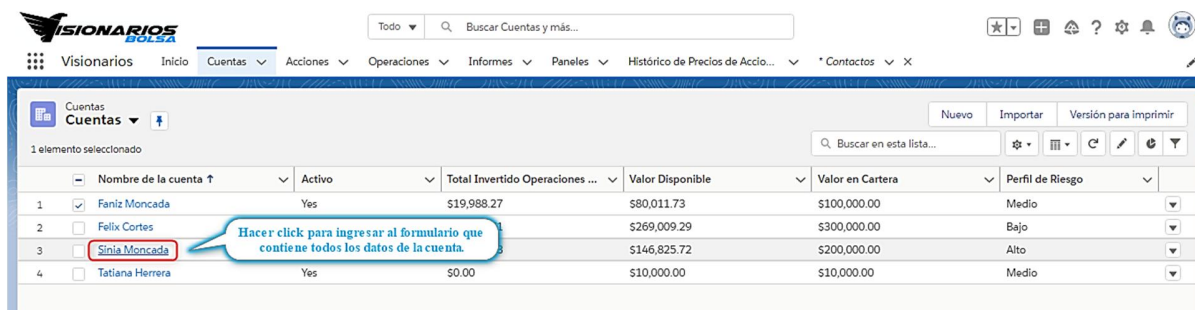 VISIONARIOS
BOLSA
Todo
Buscar Cuentas y más...
Visionarios
Inicio
Cuentas
Acciones
Operaciones
Informes
Paneles
Histórico de Precios de Accio...
* Contactos
Cuentas
Cuentas
Nuevo
Importar
Versión para imprimir
1 elemento seleccionado
Buscar en esta lista...
Nombre de la cuenta ↑
Activo
Total Invertido Operaciones ...
Valor Disponible
Valor en Cartera
Perfil de Riesgo
1 Faniz Moncada Yes $19,988.27 $80,011.73 $100,000.00 Medio
2 Felix Cortes $269,009.29 $300,000.00 Bajo
3 Sinia Moncada $146,825.72 $200,000.00 Alto
4 Tatiana Herrera Yes $0.00 $10,000.00 $10,000.00 Medio
Hacer click para ingresar al formulario que
contiene todos los datos de la cuenta.